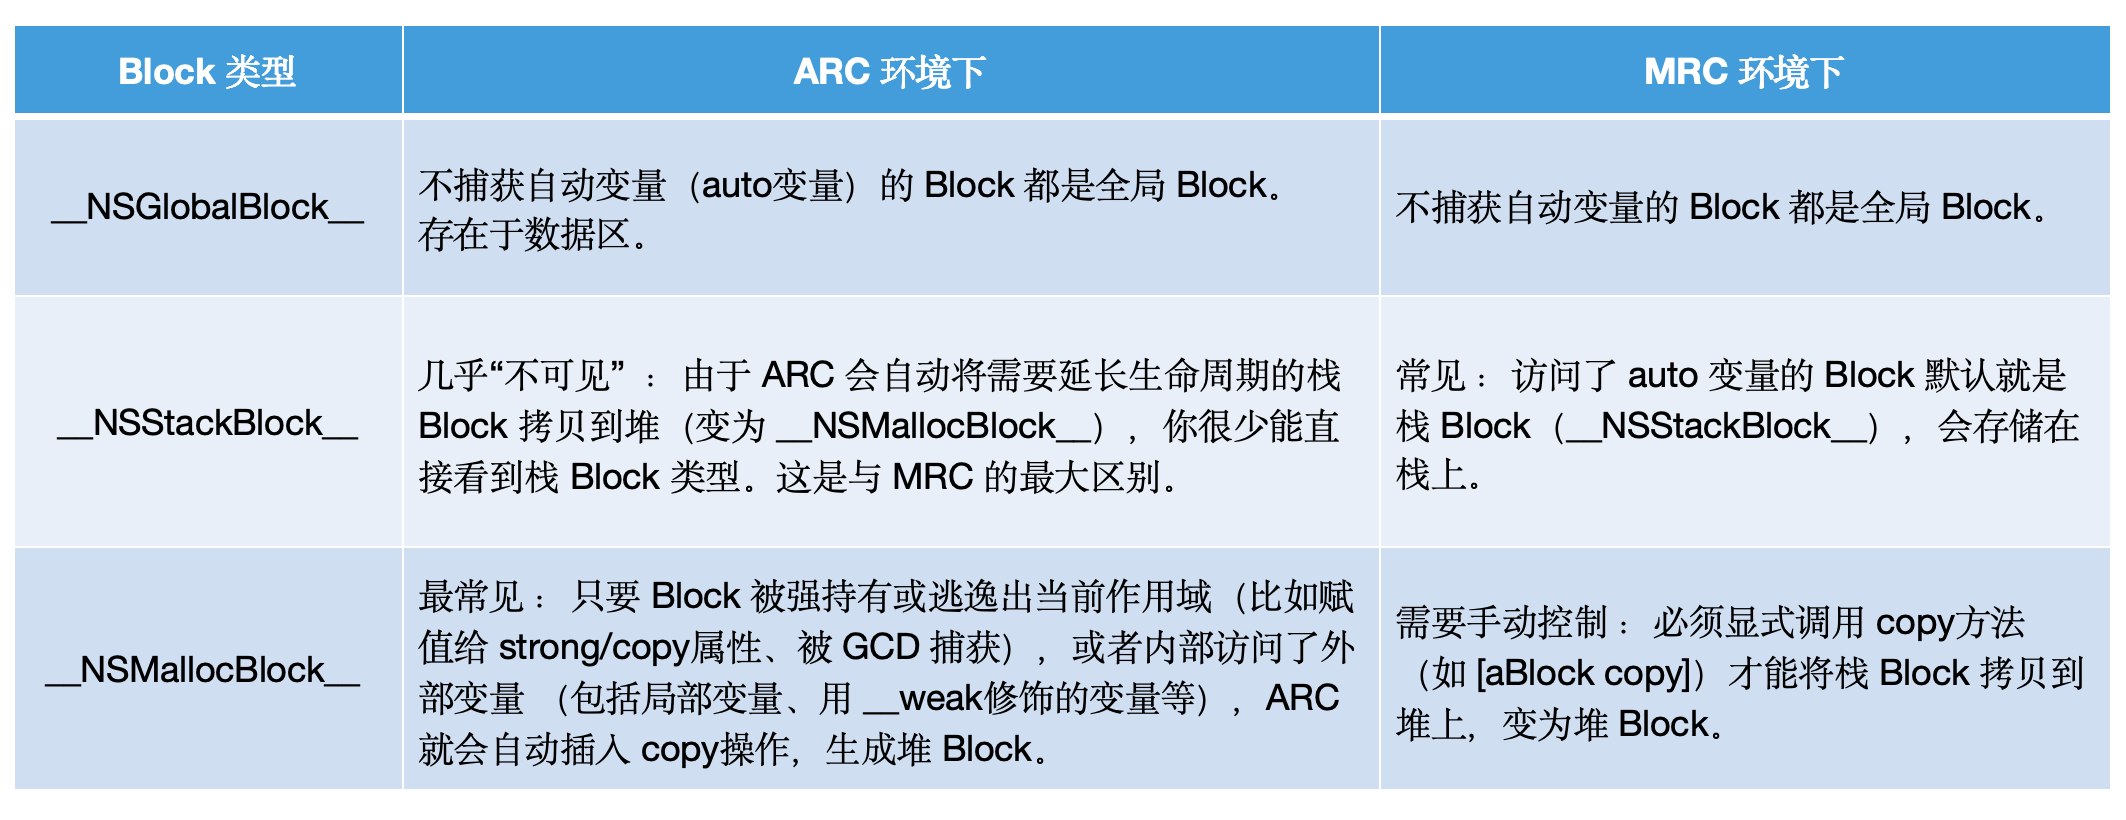 Block 类型
ARC 环境下
MRC 环境下
__NSGlobalBlock__
不捕获自动变量（auto变量）的 Block 都是全局 Block。
存在于数据区。
不捕获自动变量的 Block 都是全局 Block。
__NSStackBlock__
几乎“不可见”：由于 ARC 会自动将需要延长生命周期的栈
Block 拷贝到堆（变为 __NSMallocBlock__），你很少能直
接看到栈 Block 类型。这是与 MRC 的最大区别。
常见：访问了 auto 变量的 Block 默认就是
栈 Block（__NSStackBlock__），会存储在
栈上。
__NSMallocBlock__
最常见：只要 Block 被强持有或逃逸出当前作用域（比如赋
值给 strong/copy属性、被 GCD 捕获），或者内部访问了外
部变量 （包括局部变量、用 __weak修饰的变量等），ARC
就会自动插入 copy操作，生成堆 Block。
需要手动控制：必须显式调用 copy方法
（如 [aBlock copy]）才能将栈 Block 拷贝到
堆上，变为堆 Block。